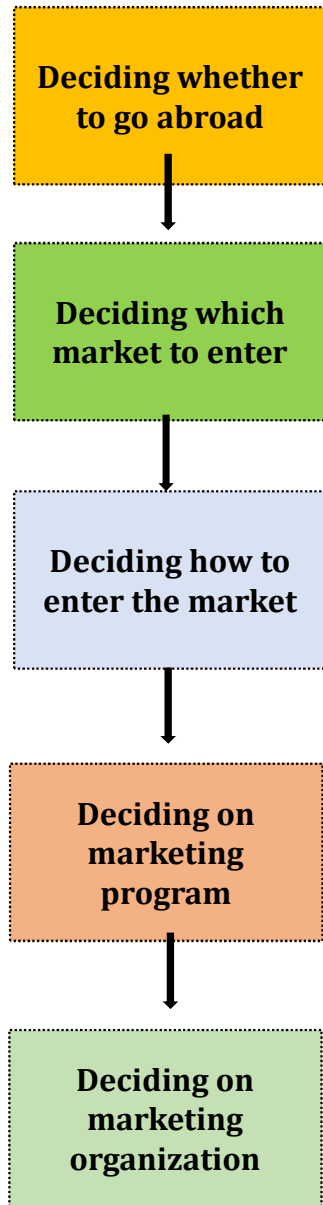 Deciding whether
to go abroad
Deciding which
market to enter
Deciding how to
enter the market
Deciding on
marketing
program
Deciding on
marketing
organization